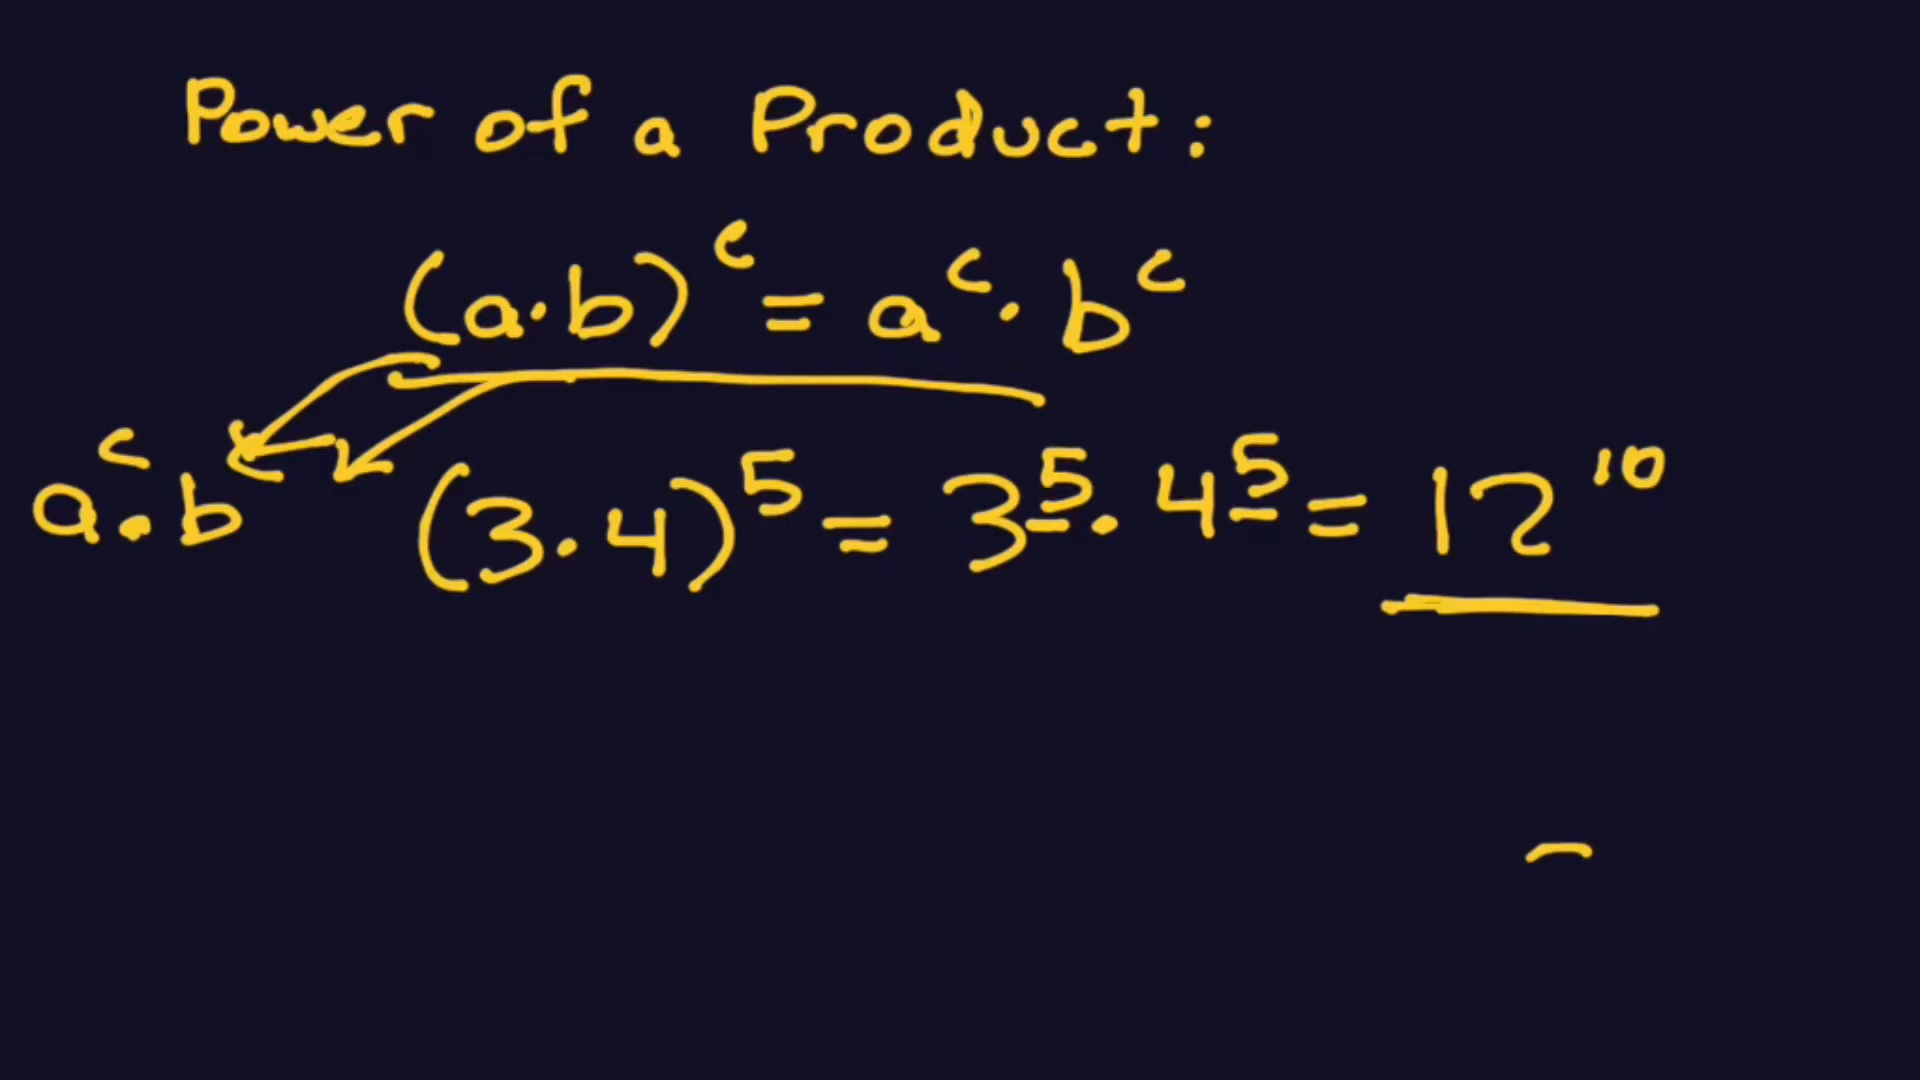 Power of a Product:
(a·b)^c = a^c · b^c
a^c·b
(3·4)^5 = 3^5 · 4^5 = 12^10